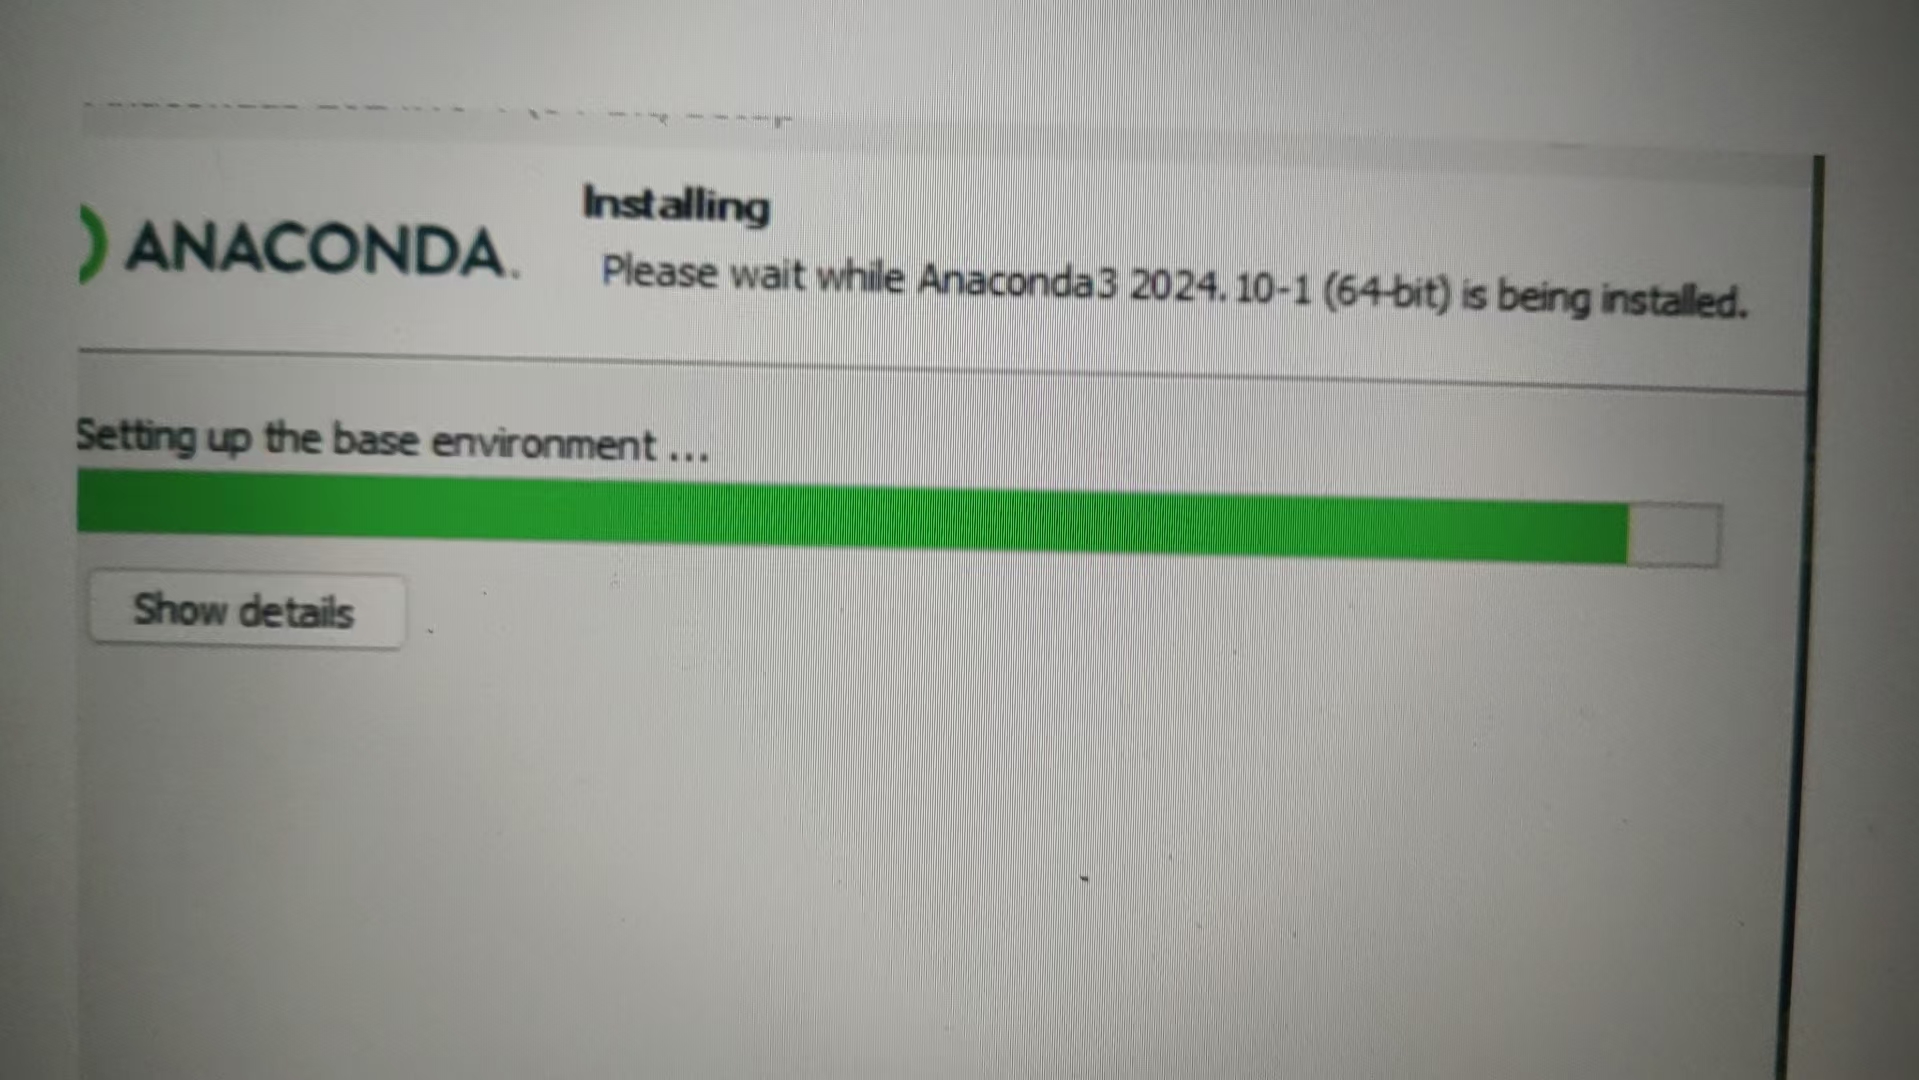 Installing
ANACONDA.
Please wait while Anaconda3 2024.10-1 (64-bit) is being installed.
Setting up the base environment ...
Show details